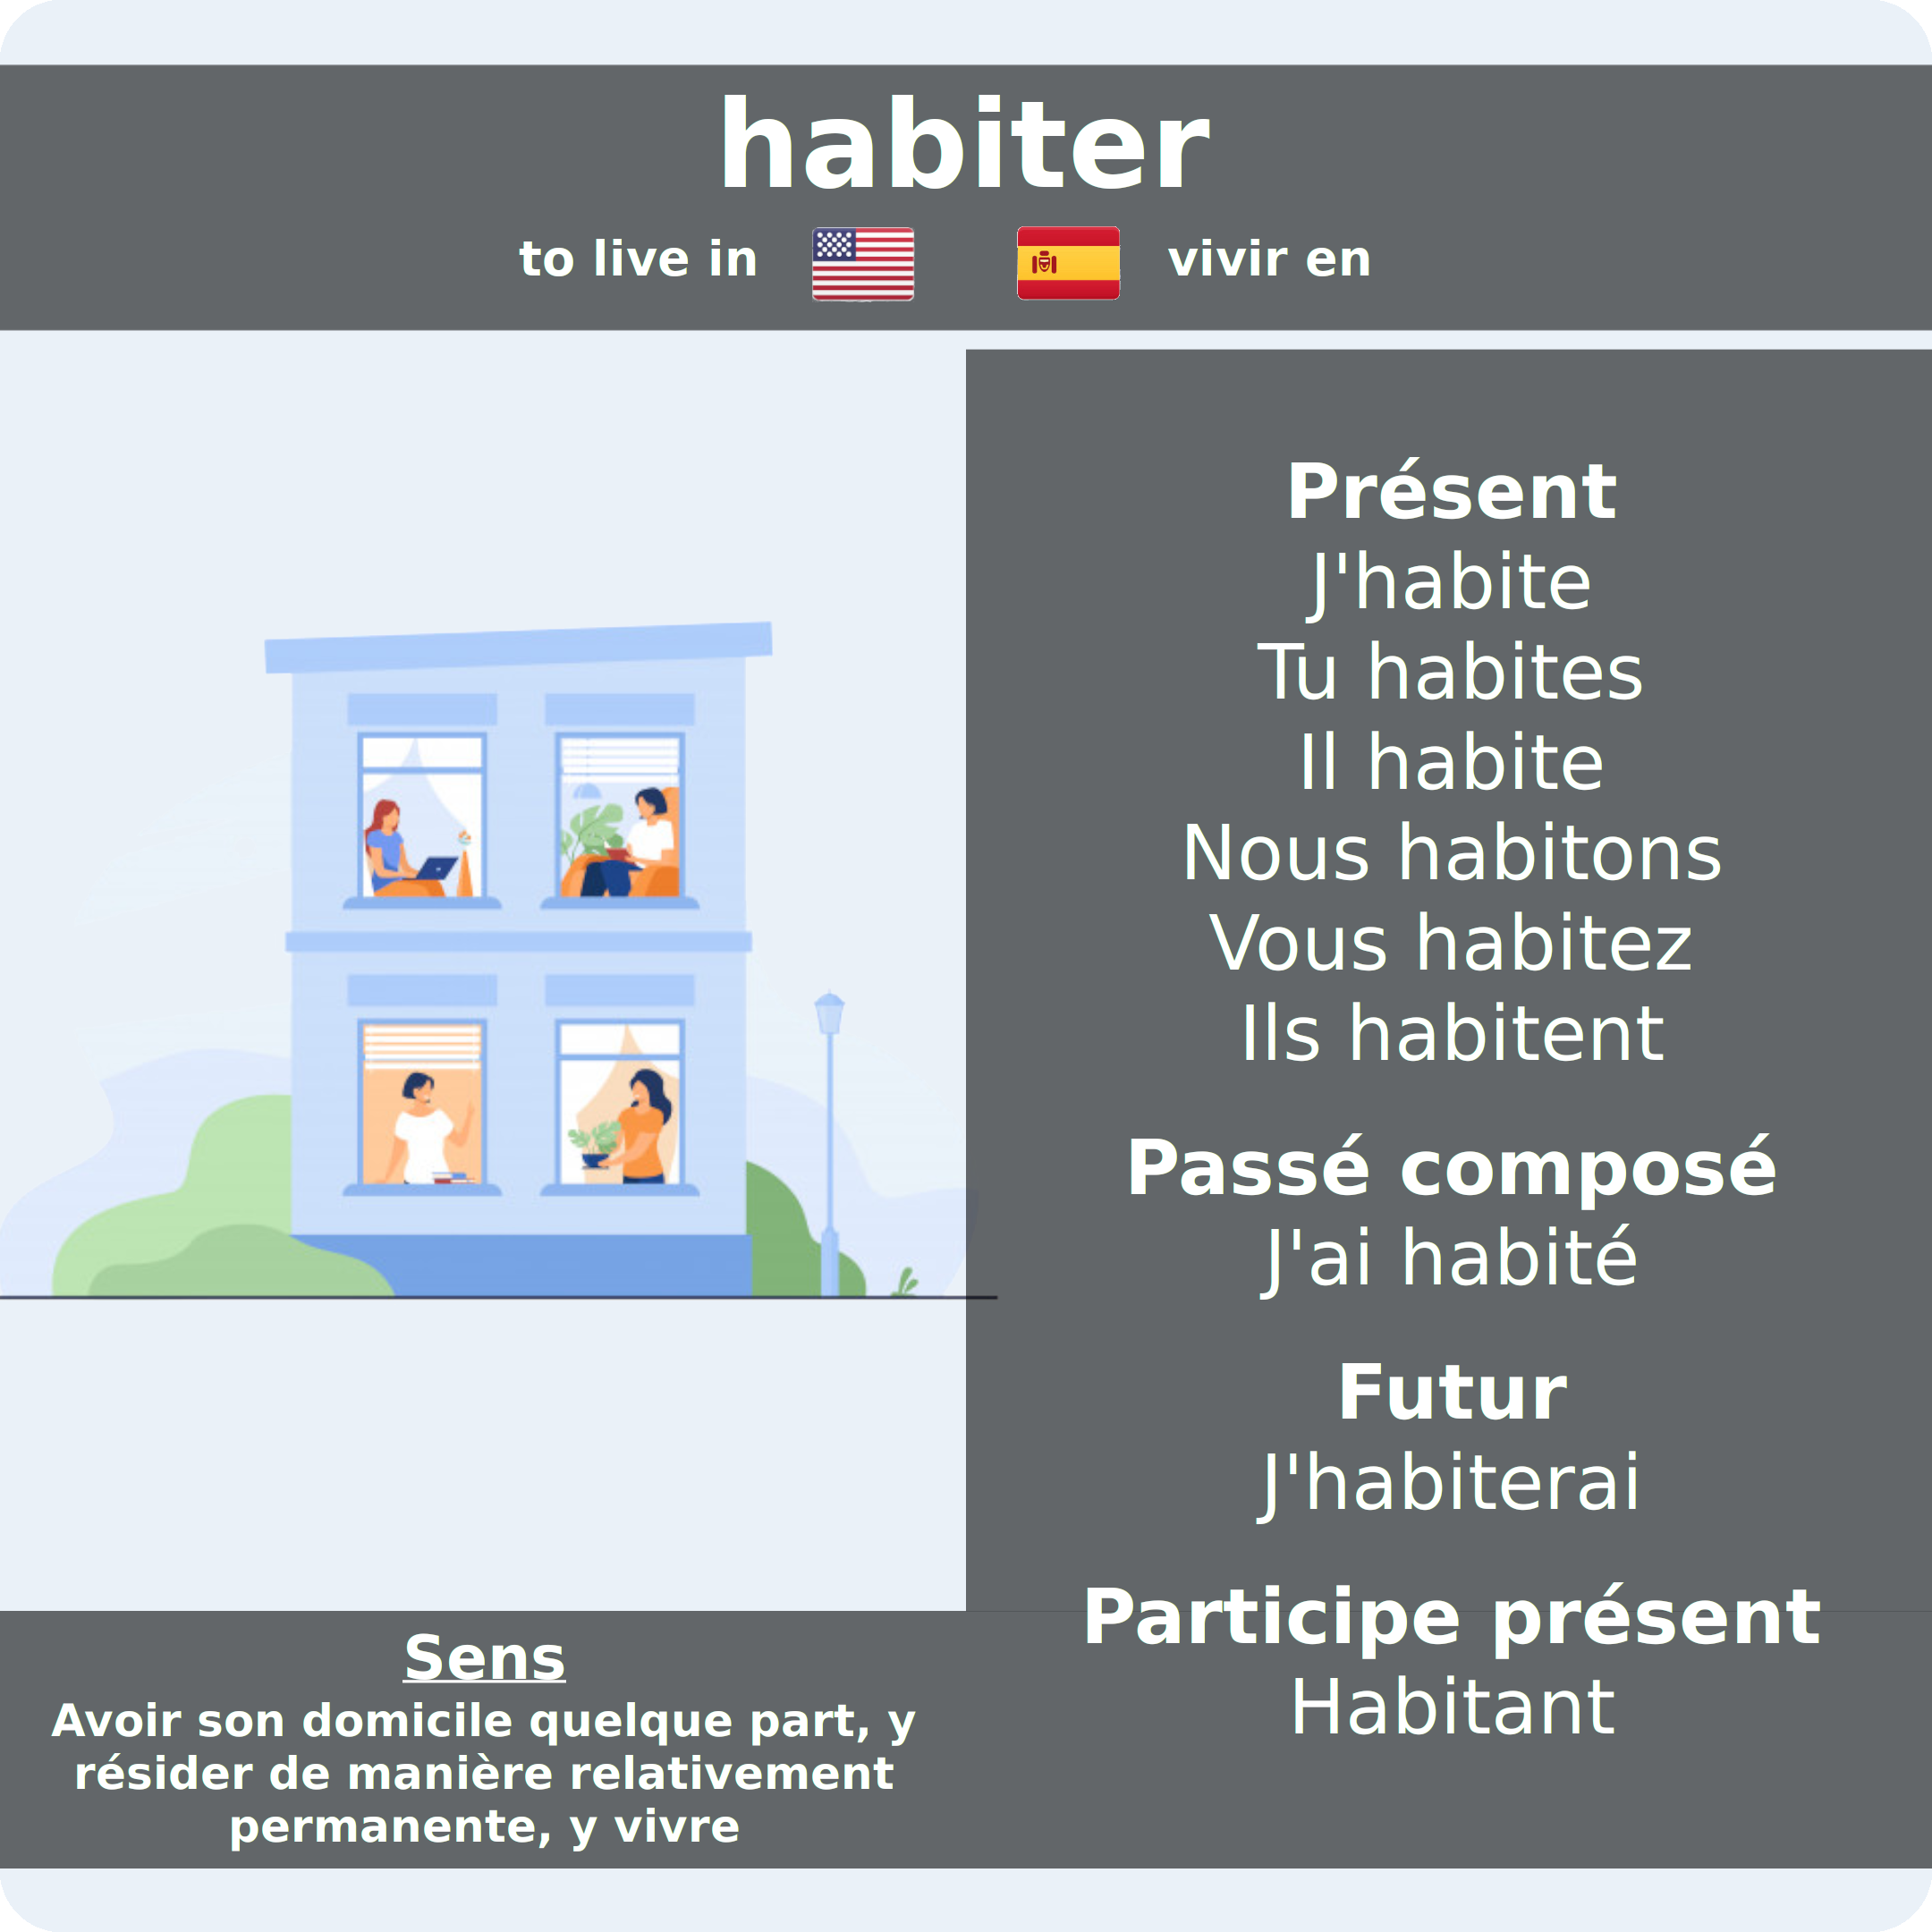 habiter
to live in
vivir en
Présent
J'habite
Tu habites
Il habite
Nous habitons
Vous habitez
Ils habitent
Passé composé
J'ai habité
Futur
J'habiterai
Participe présent
Habitant
Sens
Avoir son domicile quelque part, y
résider de manière relativement
permanente, y vivre